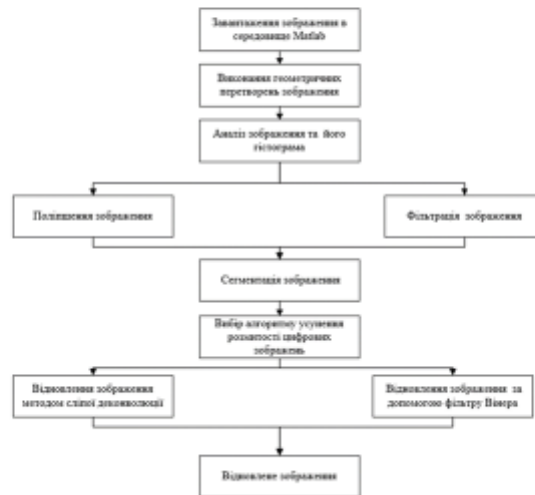 Завантаження зображення в
середовище Matlab
Виконання геометричних
перетворень зображення
Аналіз зображення та його
гістограма
Поліпшення зображення
Фільтрація зображення
Сегментація зображення
Вибір алгоритму усунення
розмитості цифрових
зображень
Відновлення зображення
методом сліпої деконволюції
Відновлення зображення за
допомогою фільтру Вінера
Відновлене зображення